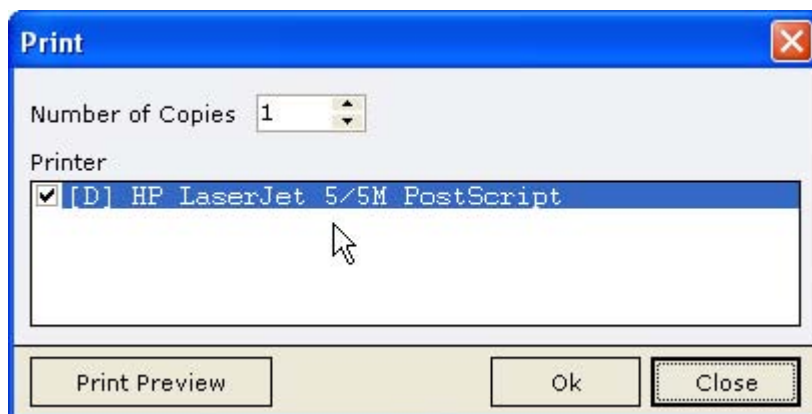 Print
Number of Copies 1
Printer
[D] HP LaserJet 5/5M PostScript
Print Preview Ok Close